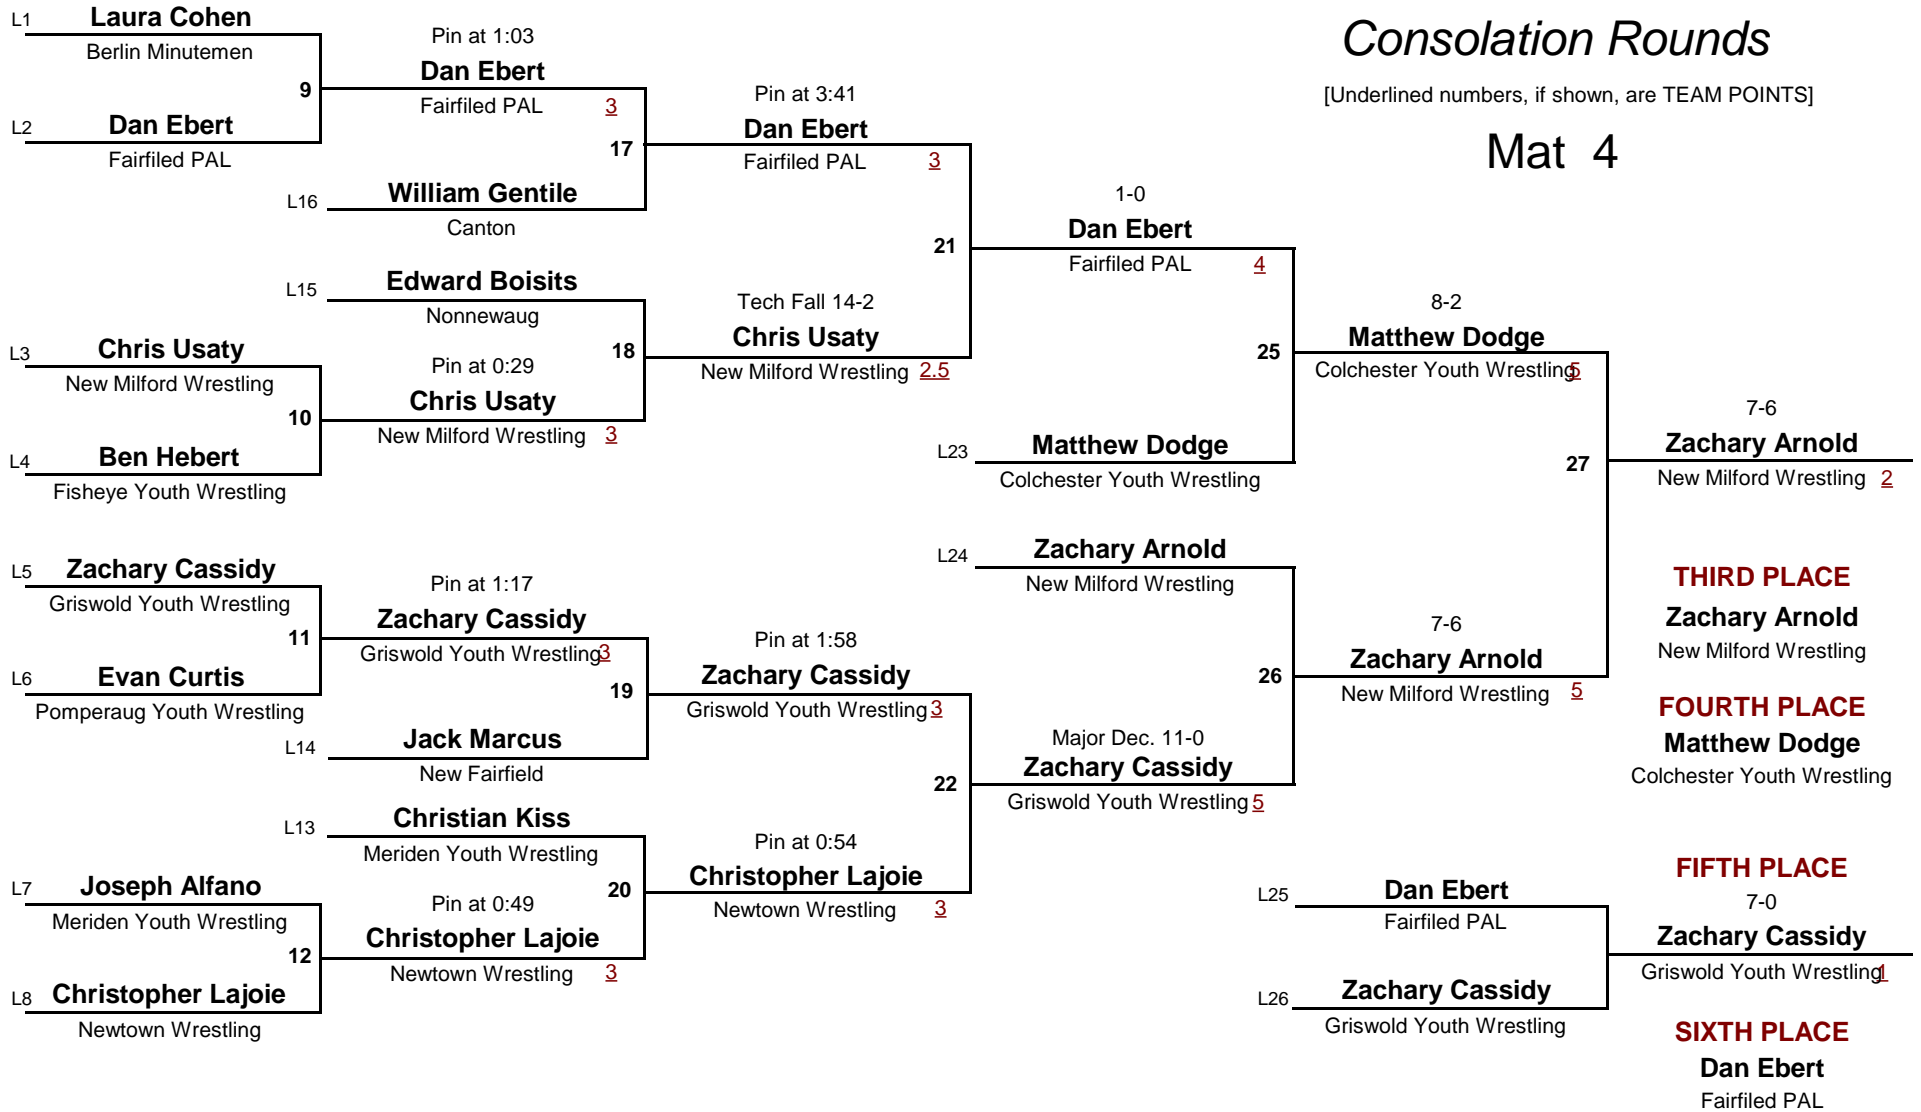 Consolation Rounds
[Underlined numbers, if shown, are TEAM POINTS]
Mat 4
L1 Laura Cohen
Berlin Minutemen
9
L2 Dan Ebert
Fairfiled PAL
Pin at 1:03
Dan Ebert
Fairfiled PAL 3
17
L16 William Gentile
Canton
L15 Edward Boisits
Nonnewaug
18
L3 Chris Usaty
New Milford Wrestling
10
L4 Ben Hebert
Fisheye Youth Wrestling
Pin at 0:29
Chris Usaty
New Milford Wrestling 3
Pin at 3:41
Dan Ebert
Fairfiled PAL 3
21
Tech Fall 14-2
Chris Usaty
New Milford Wrestling 2.5
1-0
Dan Ebert
Fairfiled PAL 4
25
L23 Matthew Dodge
Colchester Youth Wrestling
8-2
Matthew Dodge
Colchester Youth Wrestling 5
27
7-6
Zachary Arnold
New Milford Wrestling 2
L5 Zachary Cassidy
Griswold Youth Wrestling
11
L6 Evan Curtis
Pomperaug Youth Wrestling
Pin at 1:17
Zachary Cassidy
Griswold Youth Wrestling 3
19
L14 Jack Marcus
New Fairfield
L13 Christian Kiss
Meriden Youth Wrestling
20
L7 Joseph Alfano
Meriden Youth Wrestling
12
L8 Christopher Lajoie
Newtown Wrestling
Pin at 0:49
Christopher Lajoie
Newtown Wrestling 3
Pin at 1:58
Zachary Cassidy
Griswold Youth Wrestling 3
22
Pin at 0:54
Christopher Lajoie
Newtown Wrestling 3
L24 Zachary Arnold
New Milford Wrestling
26
Major Dec. 11-0
Zachary Cassidy
Griswold Youth Wrestling 5
7-6
Zachary Arnold
New Milford Wrestling 5
THIRD PLACE
Zachary Arnold
New Milford Wrestling
FOURTH PLACE
Matthew Dodge
Colchester Youth Wrestling
L25 Dan Ebert
Fairfiled PAL
L26 Zachary Cassidy
Griswold Youth Wrestling
FIFTH PLACE
7-0
Zachary Cassidy
Griswold Youth Wrestling 1
SIXTH PLACE
Dan Ebert
Fairfiled PAL